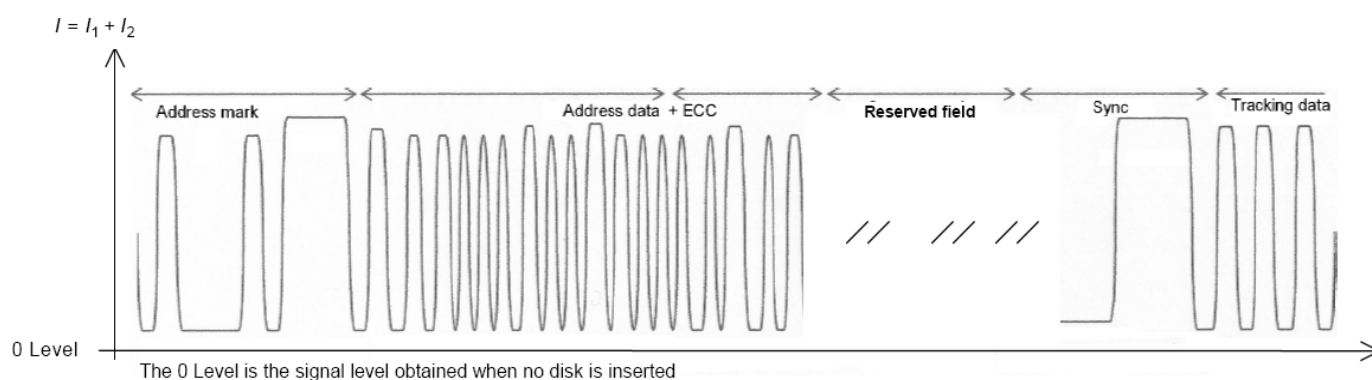 I = I1 + I2
Address mark
Address data + ECC
Reserved field
Sync
Tracking data
0 Level
The 0 Level is the signal level obtained when no disk is inserted